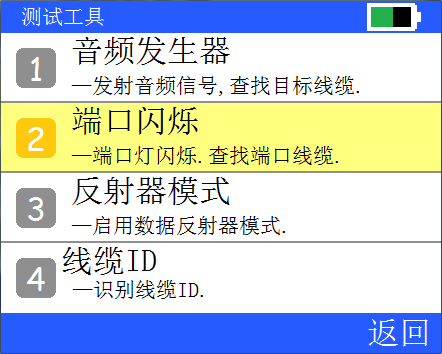 测试工具
1 音频发生器
—发射音频信号,查找目标线缆.
2 端口闪烁
—端口灯闪烁.查找端口线缆.
3 反射器模式
—启用数据反射器模式.
4 线缆ID
—识别线缆ID.
返回